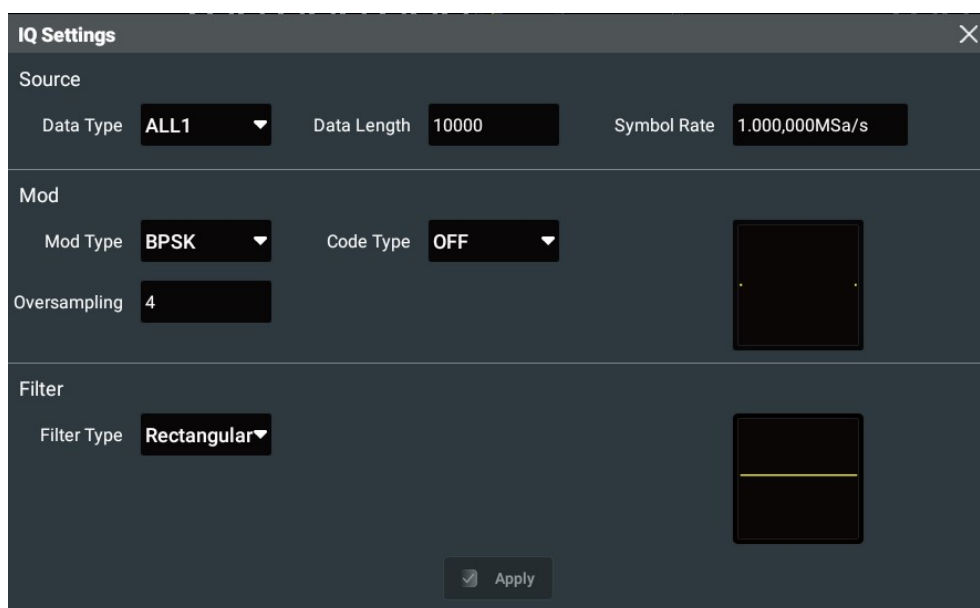 IQ Settings
Source
Data Type ALL1 Data Length 10000 Symbol Rate 1.000,000MSa/s
Mod
Mod Type BPSK Code Type OFF
Oversampling 4
Filter
Filter Type Rectangular
Apply